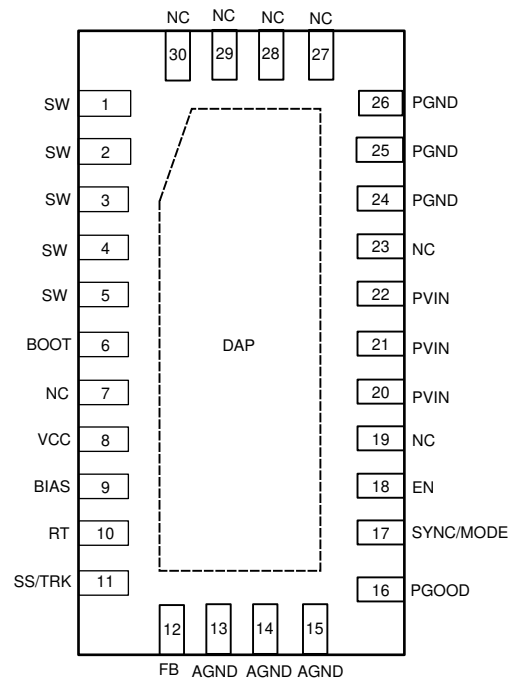 NC NC NC NC
30 29 28 27
SW 1
26 PGND
SW 2
25 PGND
SW 3
24 PGND
SW 4
23 NC
SW 5
22 PVIN
BOOT 6
DAP
21 PVIN
NC 7
20 PVIN
VCC 8
19 NC
BIAS 9
18 EN
RT 10
17 SYNC/MODE
SS/TRK 11
16 PGOOD
12 13 14 15
FB AGND AGND AGND